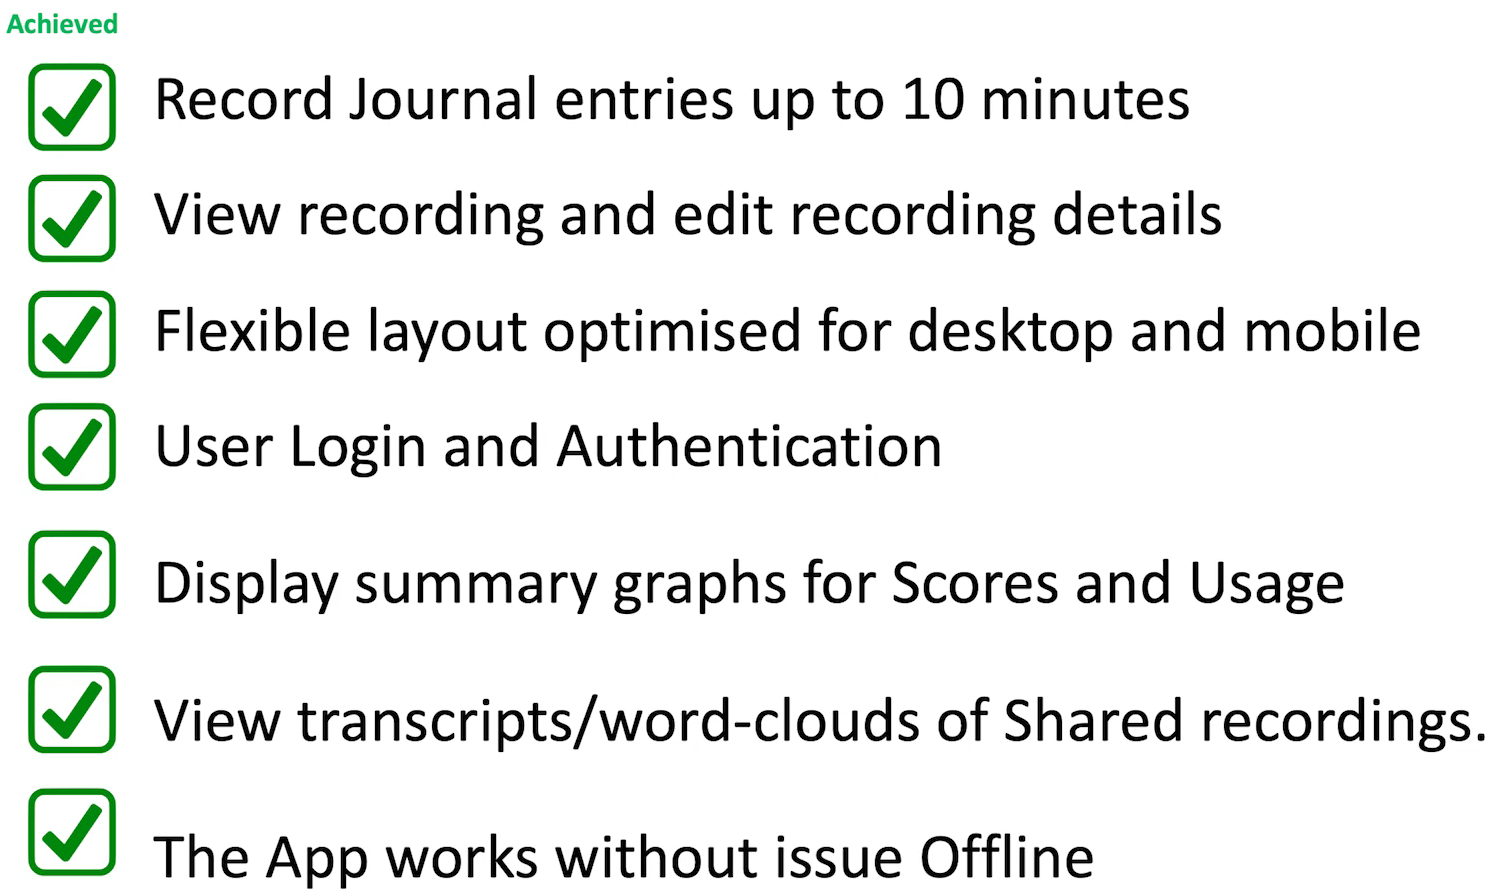 Achieved
Record Journal entries up to 10 minutes
View recording and edit recording details
Flexible layout optimised for desktop and mobile
User Login and Authentication
Display summary graphs for Scores and Usage
View transcripts/word-clouds of Shared recordings.
The App works without issue Offline